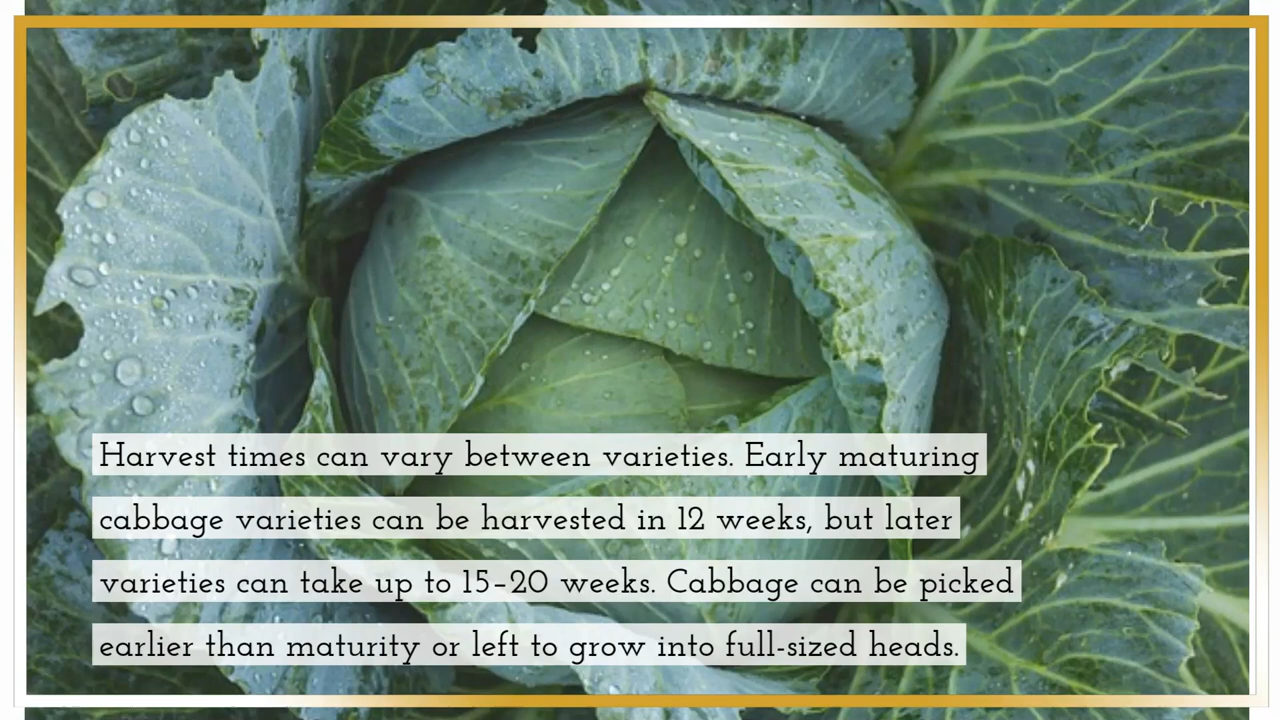 Harvest times can vary between varieties. Early maturing
cabbage varieties can be harvested in 12 weeks, but later
varieties can take up to 15-20 weeks. Cabbage can be picked
earlier than maturity or left to grow into full-sized heads.